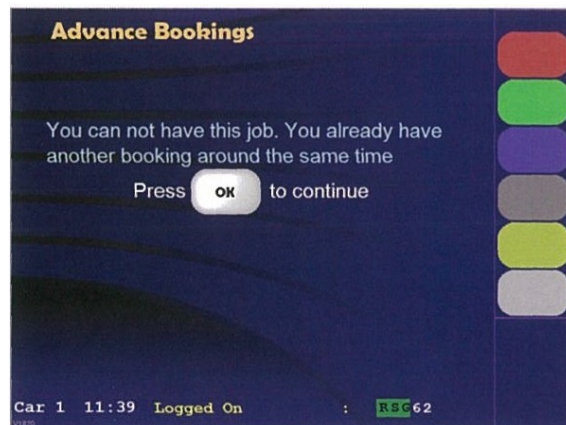 Advance Bookings
You can not have this job. You already have
another booking around the same time
Press OK to continue
Car 1 11:39 Logged On : RSG62